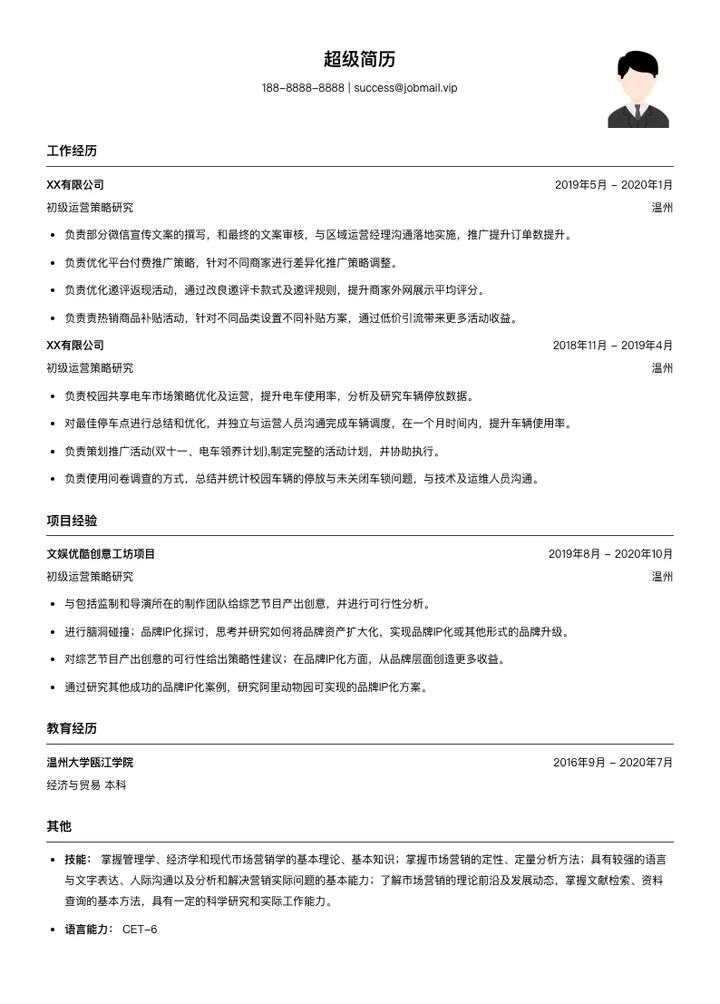 超级简历
188-8888-8888 | success@jobmail.vip
工作经历
XX有限公司 2019年5月 – 2020年1月
初级运营策略研究 温州
• 负责部分微信宣传文案的撰写，和最终的文案审核，与区域运营经理沟通落地实施，推广提升订单数提升。
• 负责优化平台付费推广策略，针对不同商家进行差异化推广策略调整。
• 负责优化邀评返现活动，通过改良邀评卡款式及邀评规则，提升商家外网展示平均评分。
• 负责责热销商品补贴活动，针对不同品类设置不同补贴方案，通过低价引流带来更多活动收益。
XX有限公司 2018年11月 – 2019年4月
初级运营策略研究 温州
• 负责校园共享电车市场策略优化及运营，提升电车使用率，分析及研究车辆停放数据。
• 对最佳停车点进行总结和优化，并独立与运营人员沟通完成车辆调度，在一个月时间内，提升车辆使用率。
• 负责策划推广活动(双十一、电车领养计划),制定完整的活动计划，并协助执行。
• 负责使用问卷调查的方式，总结并统计校园车辆的停放与未关闭车锁问题，与技术及运维人员沟通。
项目经验
文娱优酷创意工坊项目 2019年8月 – 2020年10月
初级运营策略研究 温州
• 与包括监制和导演所在的制作团队给综艺节目产出创意，并进行可行性分析。
• 进行脑洞碰撞；品牌IP化探讨，思考并研究如何将品牌资产扩大化，实现品牌IP化或其他形式的品牌升级。
• 对综艺节目产出创意的可行性给出策略性建议；在品牌IP化方面，从品牌层面创造更多收益。
• 通过研究其他成功的品牌IP化案例，研究阿里动物园可实现的品牌IP化方案。
教育经历
温州大学瓯江学院 2016年9月 – 2020年7月
经济与贸易 本科
其他
• 技能： 掌握管理学、经济学和现代市场营销学的基本理论、基本知识；掌握市场营销的定性、定量分析方法；具有较强的语言
与文字表达、人际沟通以及分析和解决营销实际问题的基本能力；了解市场营销的理论前沿及发展动态，掌握文献检索、资料
查询的基本方法，具有一定的科学研究和实际工作能力。
• 语言能力： CET-6